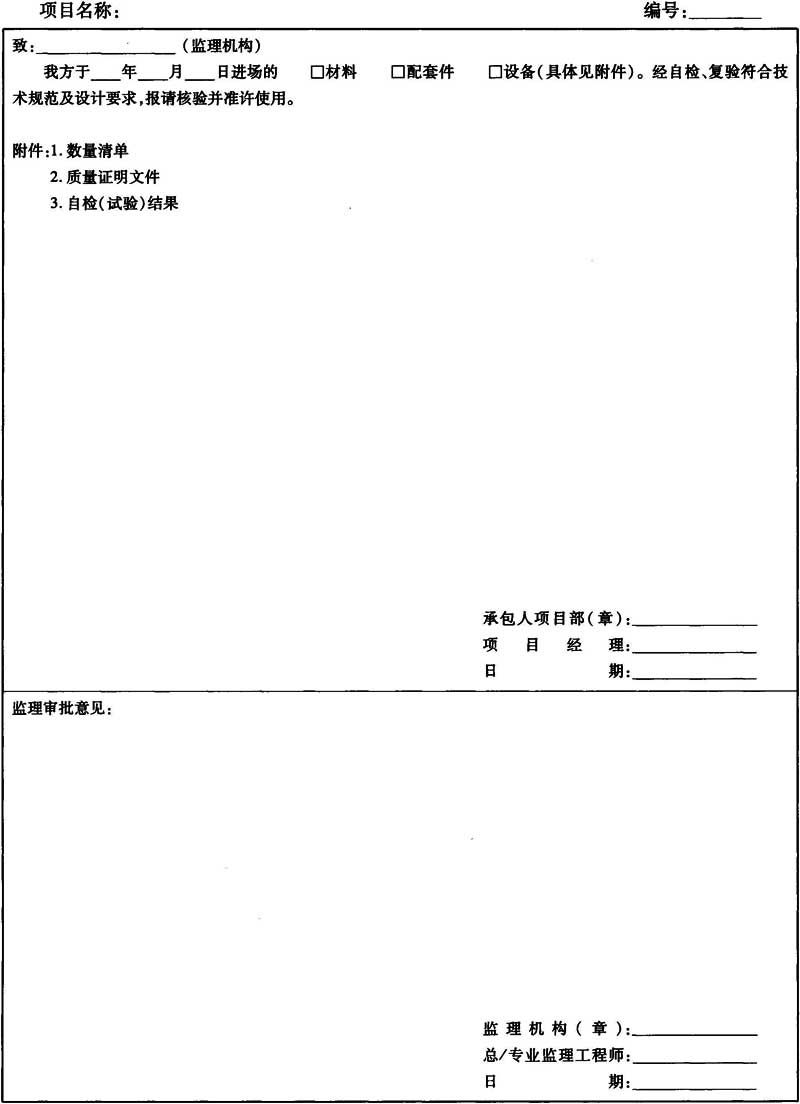 项目名称： 编号：________
致：________________（监理机构）
我方于____年____月____日进场的 □材料 □配套件 □设备（具体见附件）。经自检、复验符合技
术规范及设计要求，报请核验并准许使用。
附件：1. 数量清单
2. 质量证明文件
3. 自检（试验）结果
承包人项目部（章）：______________
项目经理：______________
日期：______________
监理审批意见：
监理机构（章）：______________
总/专业监理工程师：______________
日期：______________